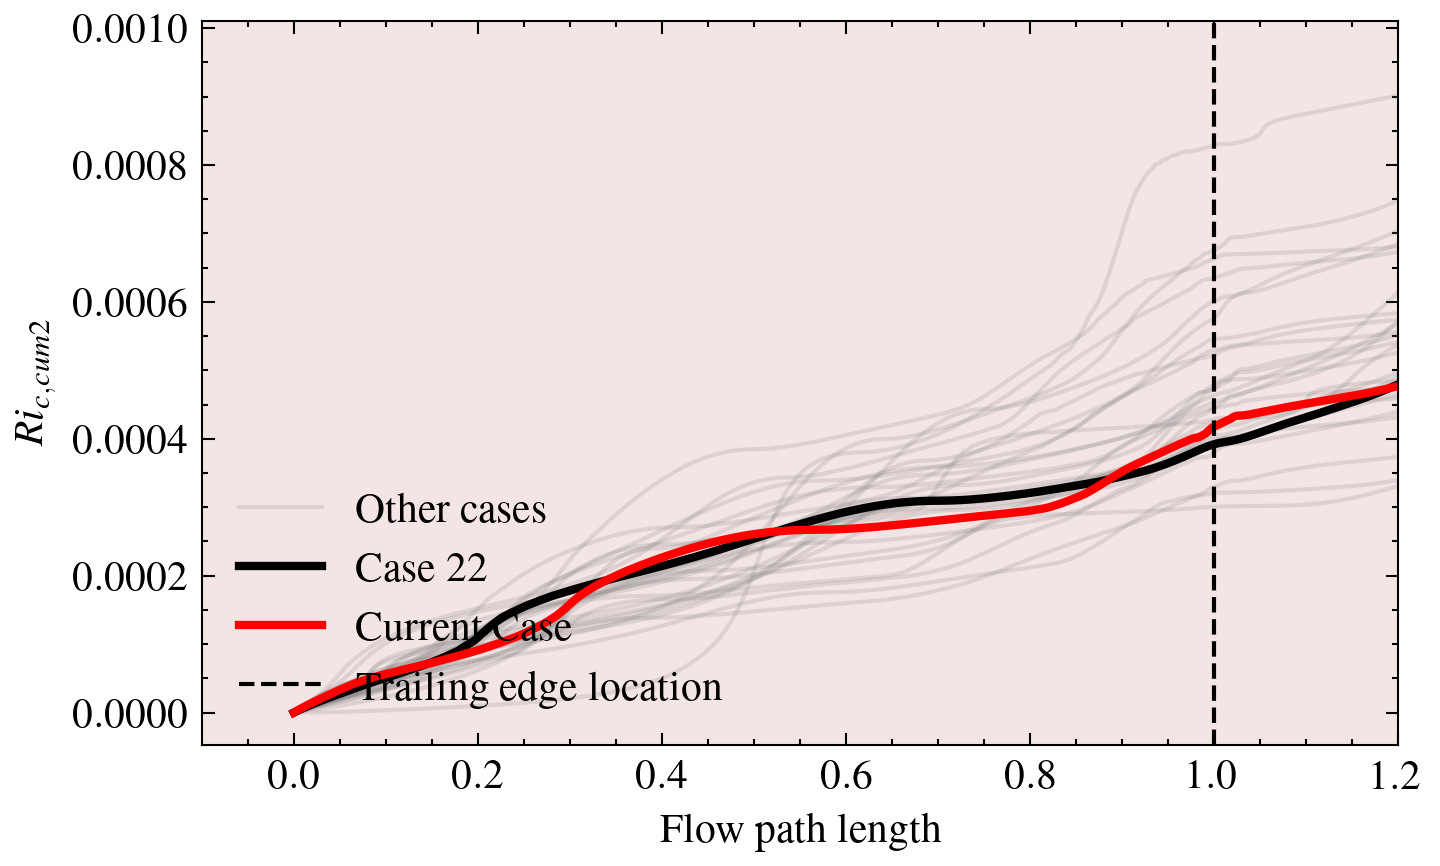 0.0010
0.0008
0.0006
0.0004
0.0002
0.0000
Ri_{c,cum2}
Other cases
Case 22
Current Case
Trailing edge location
0.0 0.2 0.4 0.6 0.8 1.0 1.2
Flow path length